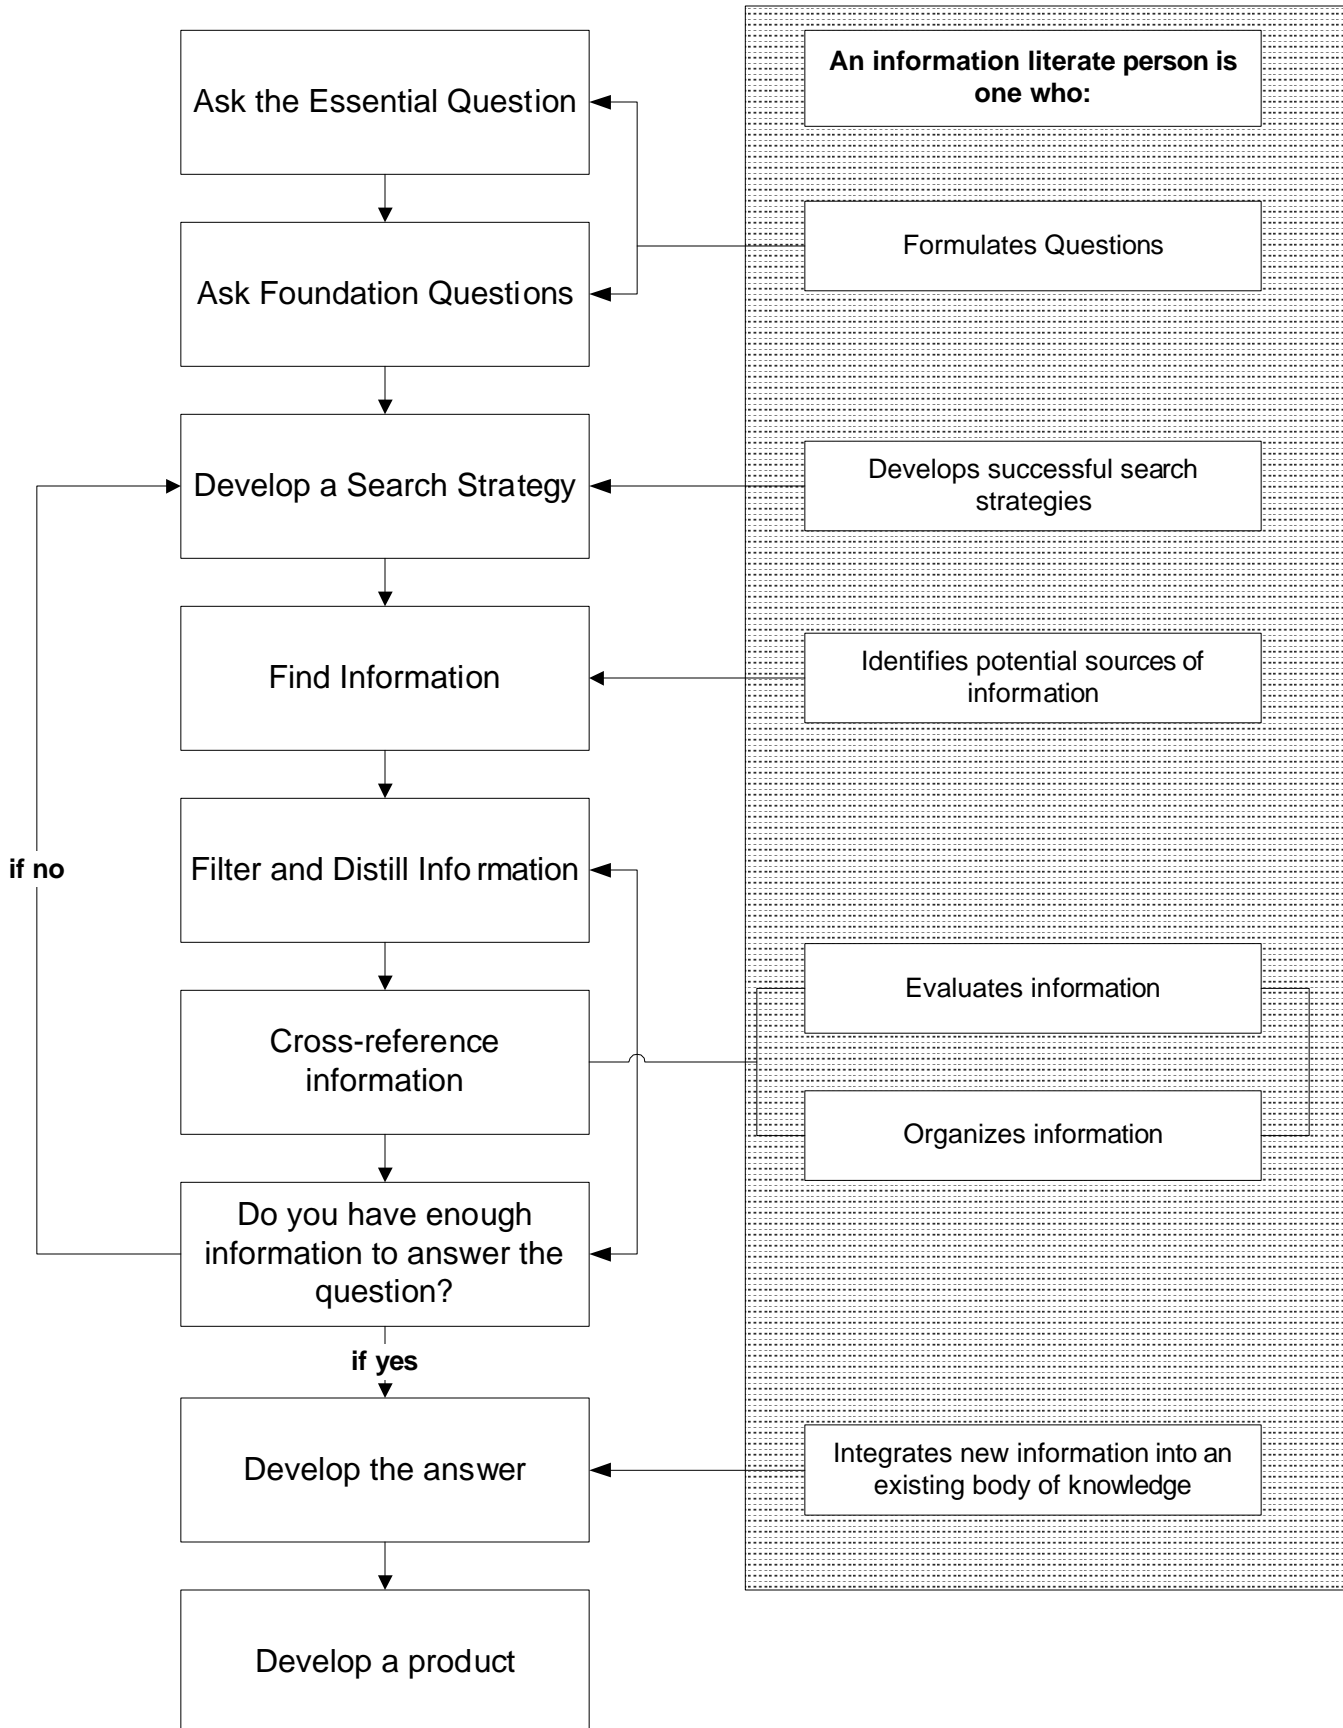 Ask the Essential Question
Ask Foundation Questions
Develop a Search Strategy
Find Information
Filter and Distill Information
Cross-reference
information
Do you have enough
information to answer the
question?
if no
if yes
Develop the answer
Develop a product
An information literate person is
one who:
Formulates Questions
Develops successful search
strategies
Identifies potential sources of
information
Evaluates information
Organizes information
Integrates new information into an
existing body of knowledge